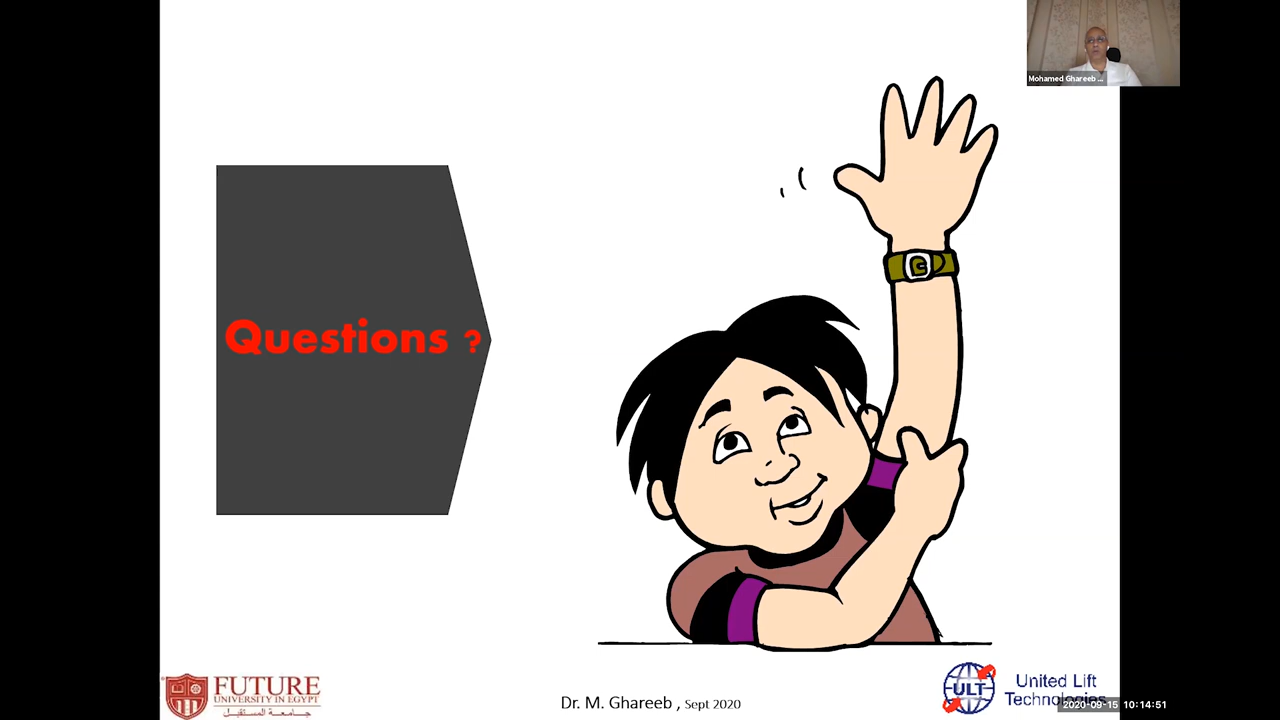 Mohamed Ghareeb ...
Questions ?
FUTURE
UNIVERSITY IN EGYPT
جامعة المستقبل
Dr. M. Ghareeb , Sept 2020
ULT
United Lift
Technologies
2020-09-15 10:14:51